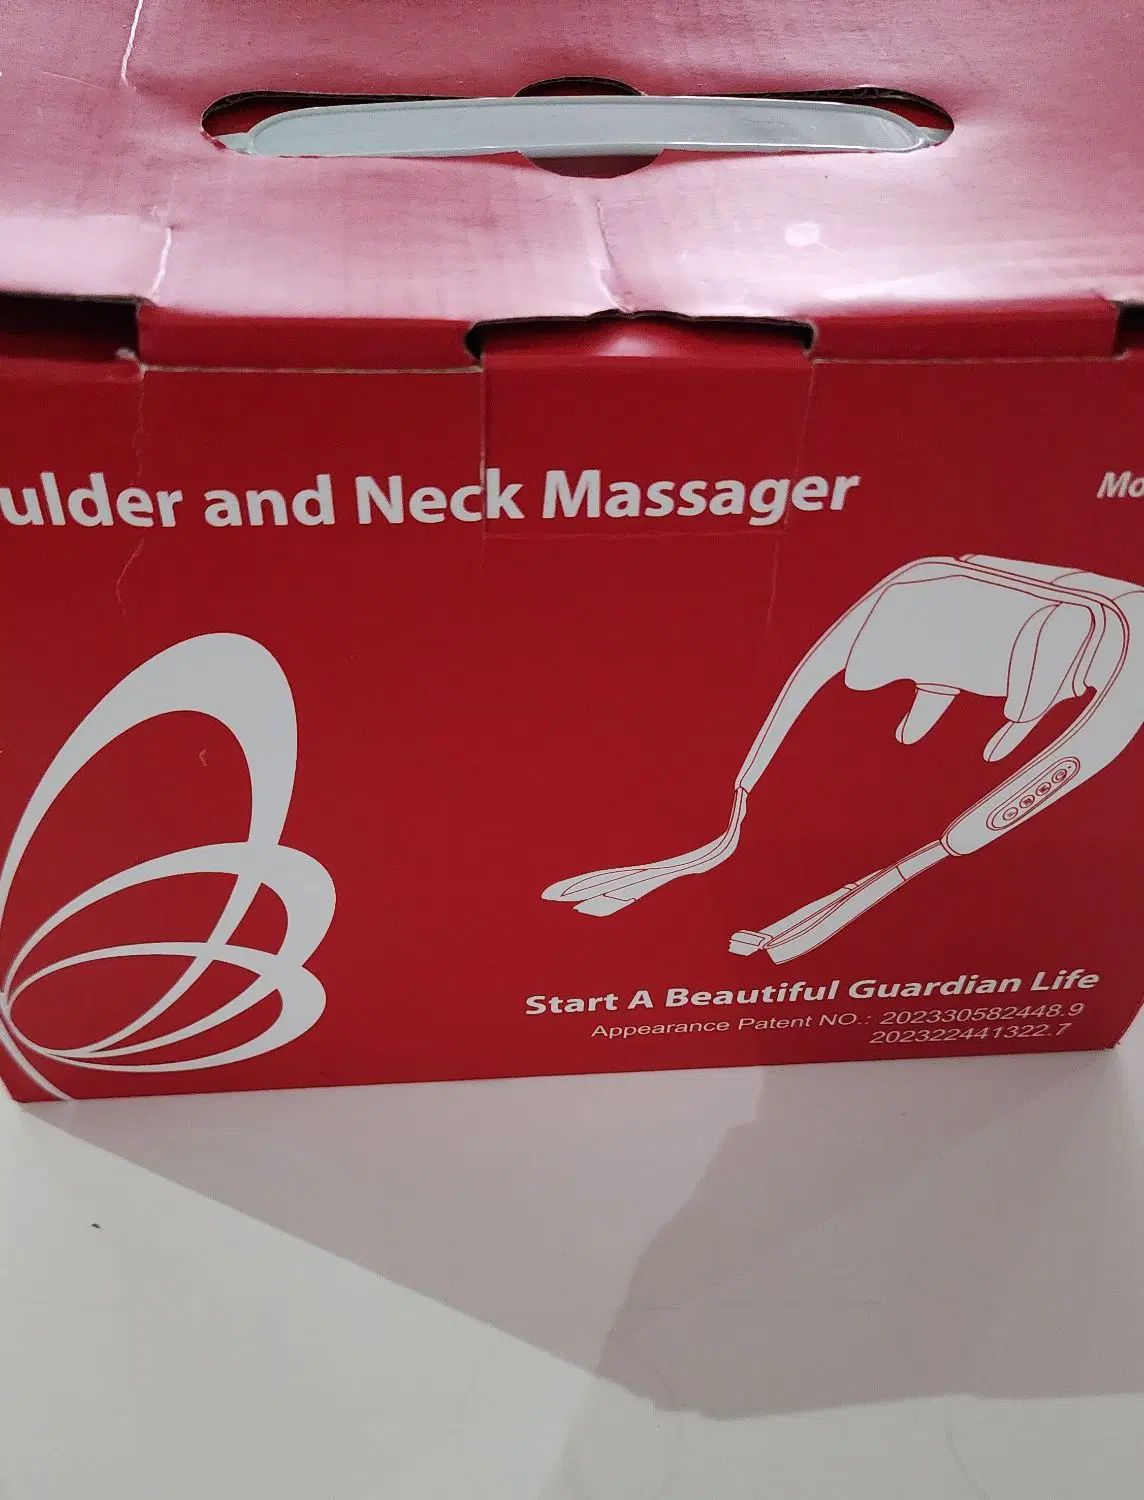 ulder and Neck Massager
Mo
Start A Beautiful Guardian Life
Appearance Patent NO.: 202330582448.9
202322441322.7